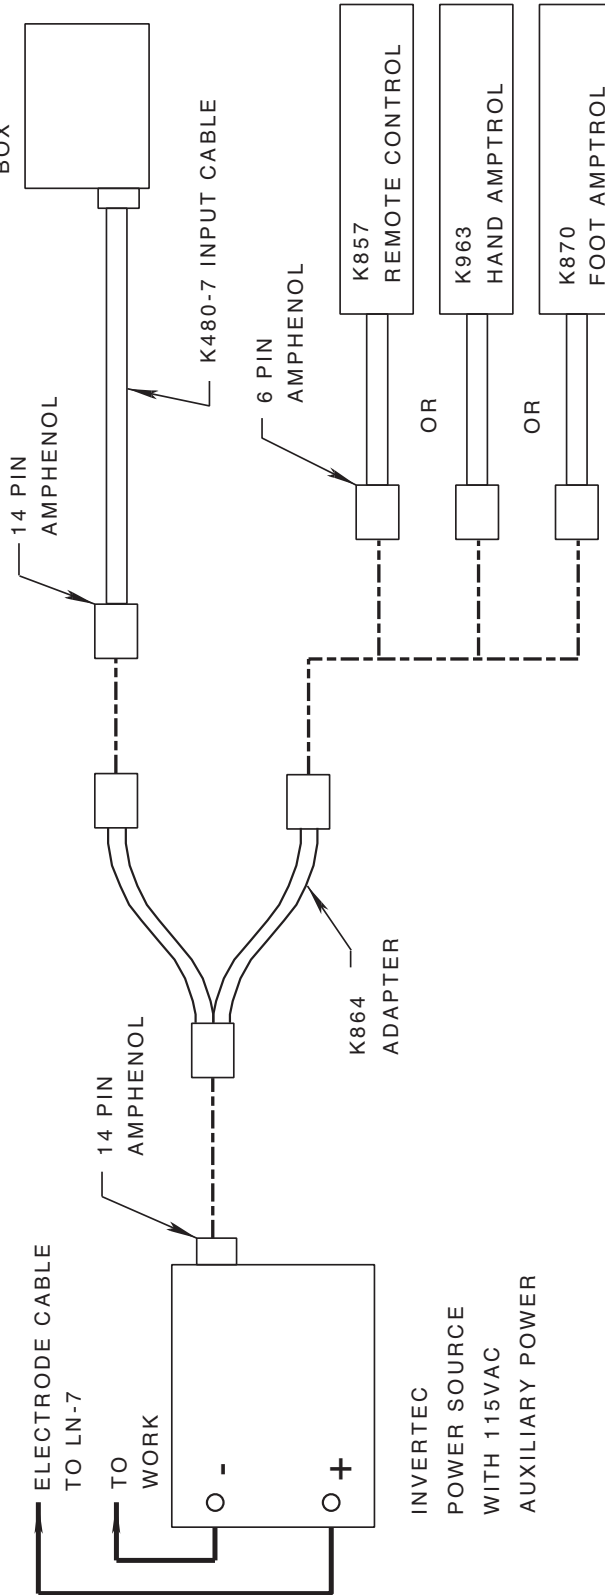 ELECTRODE CABLE
TO LN-7
TO
WORK
-
+
INVERTEC
POWER SOURCE
WITH 115VAC
AUXILIARY POWER
14 PIN
AMPHENOL
K864
ADAPTER
14 PIN
AMPHENOL
K480-7 INPUT CABLE
BOX
6 PIN
AMPHENOL
K857
REMOTE CONTROL
OR
K963
HAND AMPTROL
OR
K870
FOOT AMPTROL